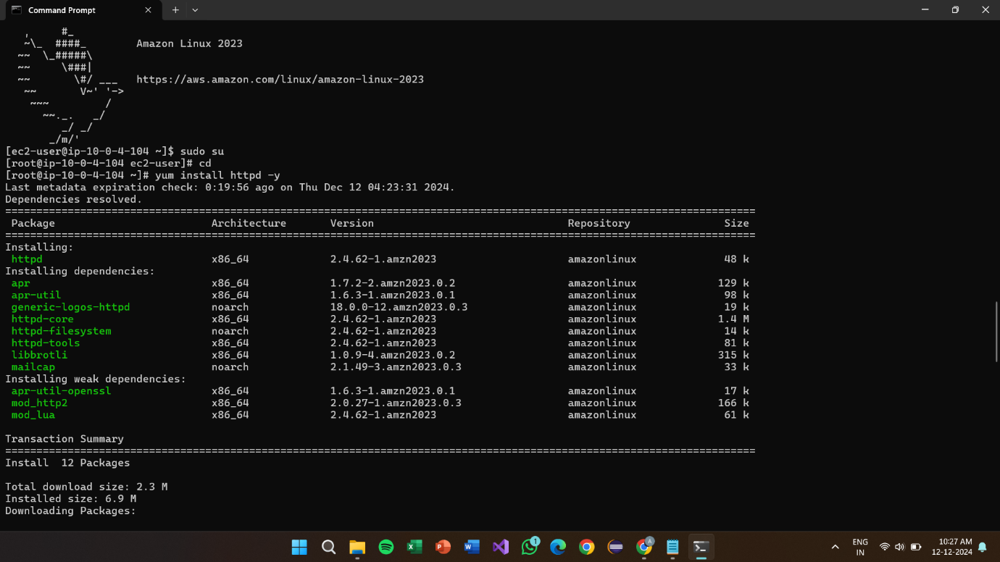 Command Prompt
   ,     #_
   ~\_  ####_        Amazon Linux 2023
  ~~  \_#####\
  ~~     \###|
  ~~       \#/ ___   https://aws.amazon.com/linux/amazon-linux-2023
   ~~       V~' '->
    ~~~         /
      ~~._.   _/
         _/ _/
       _/m/'
[ec2-user@ip-10-0-4-104 ~]$ sudo su
[root@ip-10-0-4-104 ec2-user]# cd
[root@ip-10-0-4-104 ~]# yum install httpd -y
Last metadata expiration check: 0:19:56 ago on Thu Dec 12 04:23:31 2024.
Dependencies resolved.
========================================================================================================================
Package Architecture Version Repository Size
========================================================================================================================
Installing:
httpd x86_64 2.4.62-1.amzn2023 amazonlinux 48 k
Installing dependencies:
apr x86_64 1.7.2-2.amzn2023.0.2 amazonlinux 129 k
apr-util x86_64 1.6.3-1.amzn2023.0.1 amazonlinux 98 k
generic-logos-httpd noarch 18.0.0-12.amzn2023.0.3 amazonlinux 19 k
httpd-core x86_64 2.4.62-1.amzn2023 amazonlinux 1.4 M
httpd-filesystem noarch 2.4.62-1.amzn2023 amazonlinux 14 k
httpd-tools x86_64 2.4.62-1.amzn2023 amazonlinux 81 k
libbrotli x86_64 1.0.9-4.amzn2023.0.2 amazonlinux 315 k
mailcap noarch 2.1.49-3.amzn2023.0.3 amazonlinux 33 k
Installing weak dependencies:
apr-util-openssl x86_64 1.6.3-1.amzn2023.0.1 amazonlinux 17 k
mod_http2 x86_64 2.0.27-1.amzn2023.0.3 amazonlinux 166 k
mod_lua x86_64 2.4.62-1.amzn2023 amazonlinux 61 k
Transaction Summary
========================================================================================================================
Install  12 Packages
Total download size: 2.3 M
Installed size: 6.9 M
Downloading Packages:
1
A
ENG
IN
10:27 AM
12-12-2024